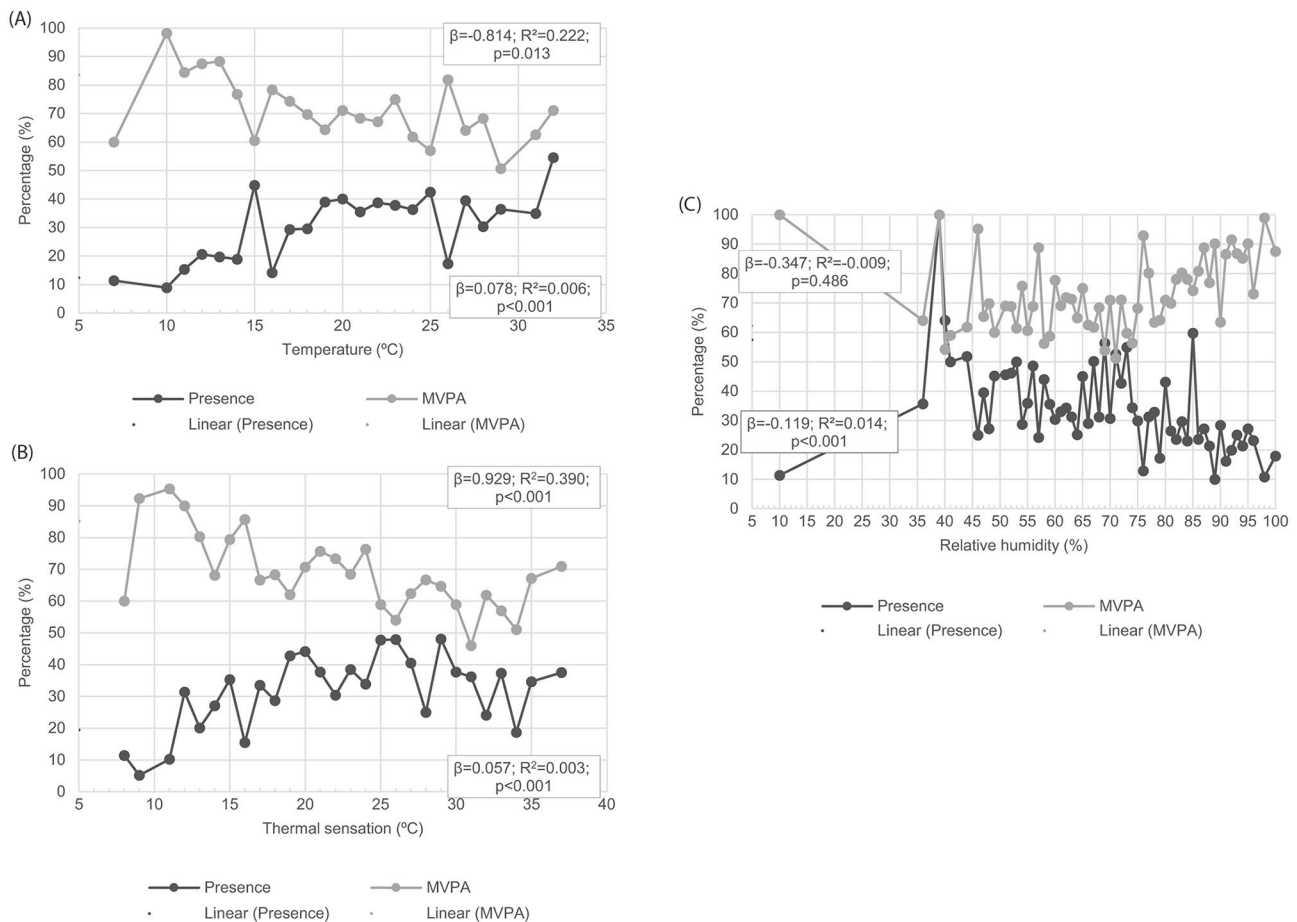 (A)
100
90
80
70
60
50
40
30
20
10
0
Percentage (%)
β=-0.814; R²=0.222;
p=0.013
β=0.078; R²=0.006;
p<0.001
5 10 15 20 25 30 35
Temperature (ºC)
Presence MVPA
Linear (Presence) Linear (MVPA)
(B)
100
90
80
70
60
50
40
30
20
10
0
Percentage (%)
β=0.929; R²=0.390;
p<0.001
β=0.057; R²=0.003;
p<0.001
5 10 15 20 25 30 35 40
Thermal sensation (ºC)
Presence MVPA
Linear (Presence) Linear (MVPA)
(C)
100
90
80
70
60
50
40
30
20
10
0
Percentage (%)
β=-0.347; R²=-0.009;
p=0.486
β=-0.119; R²=0.014;
p<0.001
5 10 15 20 25 30 35 40 45 50 55 60 65 70 75 80 85 90 95 100
Relative humidity (%)
Presence MVPA
Linear (Presence) Linear (MVPA)